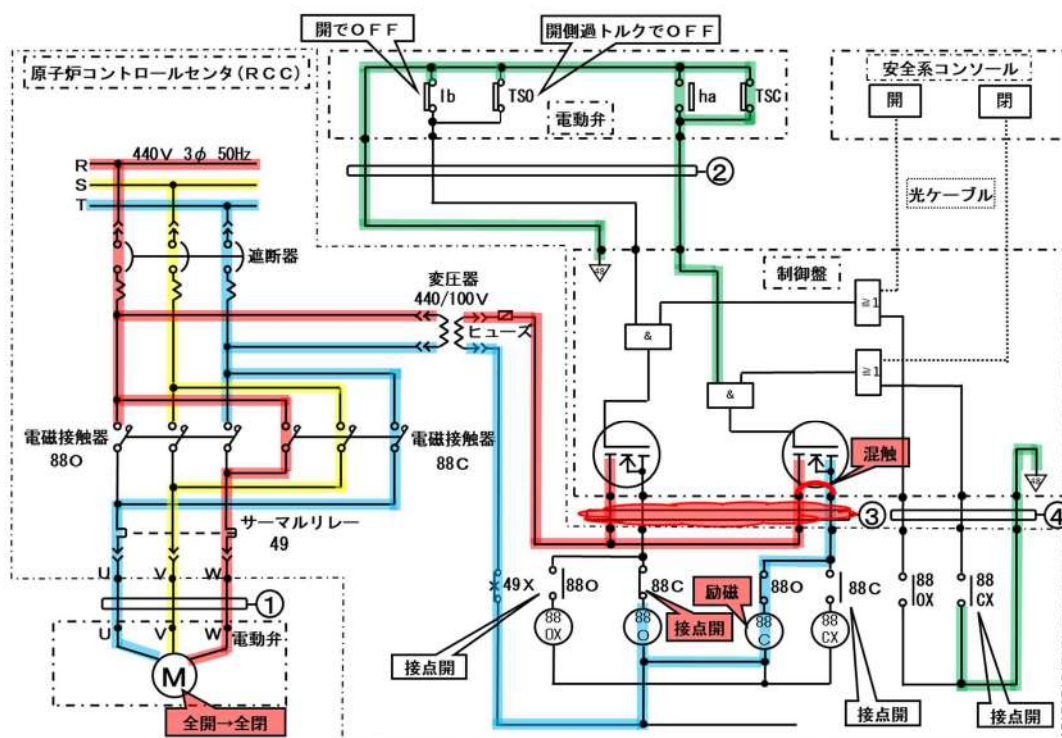 開でOFF
開側過トルクでOFF
原子炉コントロールセンタ(RCC)
安全系コンソール
開
閉
lb
TSO
ha
TSC
電動弁
440V 3φ 50Hz
R
S
T
②
光ケーブル
遮断器
変圧器
440/100V
ヒューズ
48
制御盤
≧1
&
≧1
&
電磁接触器
88O
電磁接触器
88C
混触
48
サーマルリレー
49
③
④
U
V
W
①
U
V
W
電動弁
M
全開→全閉
49X
88O
88C
励磁
88O
88C
88
OX
88
CX
接点開
88
OX
88
O
接点開
88
C
88
CX
接点開
接点開